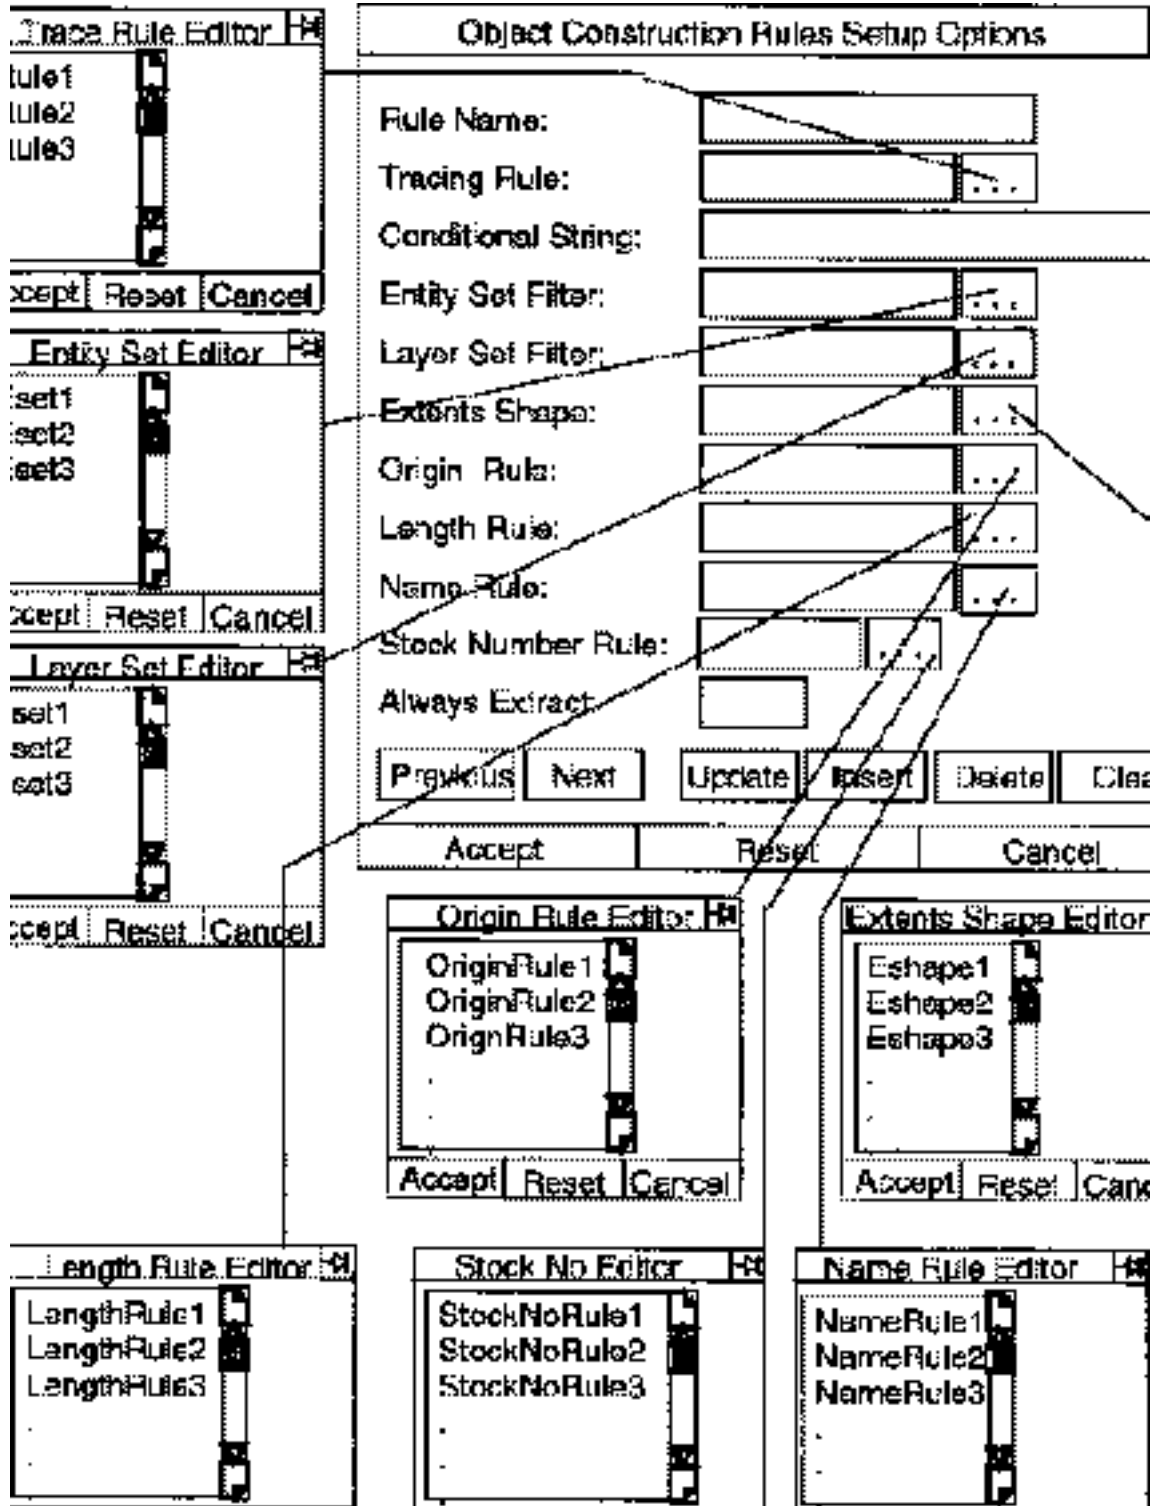 Trace Rule Editor
ule1
ule2
ule3
ccept Reset Cancel
Entity Set Editor
set1
set2
set3
ccept Reset Cancel
Layer Set Editor
set1
set2
set3
ccept Reset Cancel
Object Construction Rules Setup Options
Rule Name:
Tracing Rule: ...
Conditional String:
Entity Set Filter: ...
Layer Set Filter: ...
Extents Shape: ...
Origin Rule: ...
Length Rule: ...
Name Rule: ...
Stock Number Rule: ...
Always Extract:
Previous Next Update Insert Delete Clea
Accept Reset Cancel
Origin Rule Editor
OriginRule1
OriginRule2
OrignRule3
.
.
Accept Reset Cancel
Extents Shape Editor
Eshape1
Eshape2
Eshape3
.
.
Accept Reset Canc
Length Rule Editor
LengthRule1
LengthRule2
LengthRule3
.
.
Stock No Editor
StockNoRule1
StockNoRule2
StockNoRule3
.
.
Name Rule Editor
NameRule1
NameRule2
NameRule3
.
.